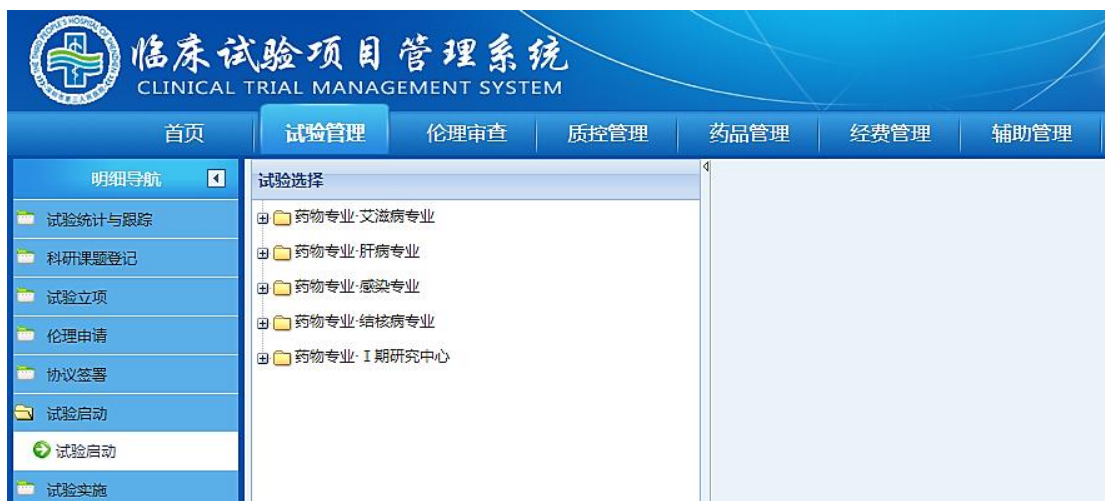 临床试验项目管理系统
CLINICAL TRIAL MANAGEMENT SYSTEM
首页 试验管理 伦理审查 质控管理 药品管理 经费管理 辅助管理
明细导航
试验统计与跟踪
科研课题登记
试验立项
伦理申请
协议签署
试验启动
试验启动
试验实施
试验选择
药物专业-艾滋病专业
药物专业-肝病专业
药物专业-感染专业
药物专业-结核病专业
药物专业-Ⅰ期研究中心